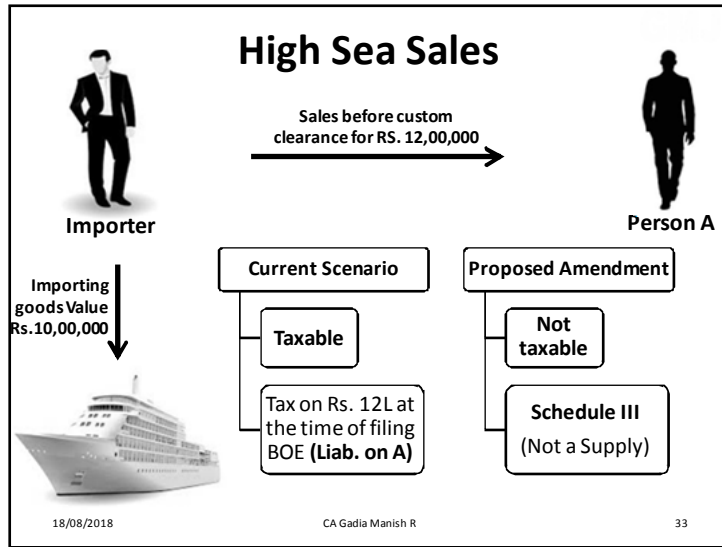 High Sea Sales
Sales before custom
clearance for RS. 12,00,000
Importer
Person A
Importing
goods Value
Rs.10,00,000
Current Scenario
Taxable
Tax on Rs. 12L at
the time of filing
BOE (Liab. on A)
Proposed Amendment
Not
taxable
Schedule III
(Not a Supply)
18/08/2018
CA Gadia Manish R
33